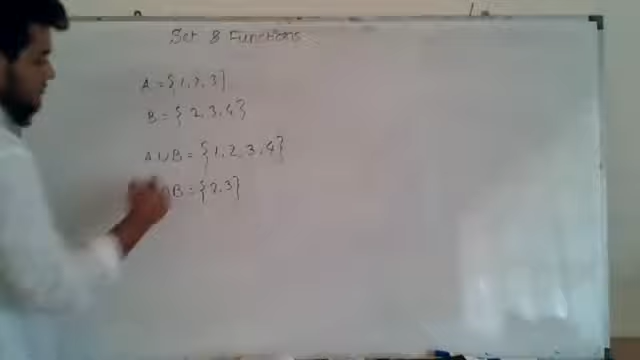 Set & Functions
A = {1, 2, 3}
B = { 2, 3, 4}
A∪B = {1, 2, 3, 4}
∩B = {2, 3}